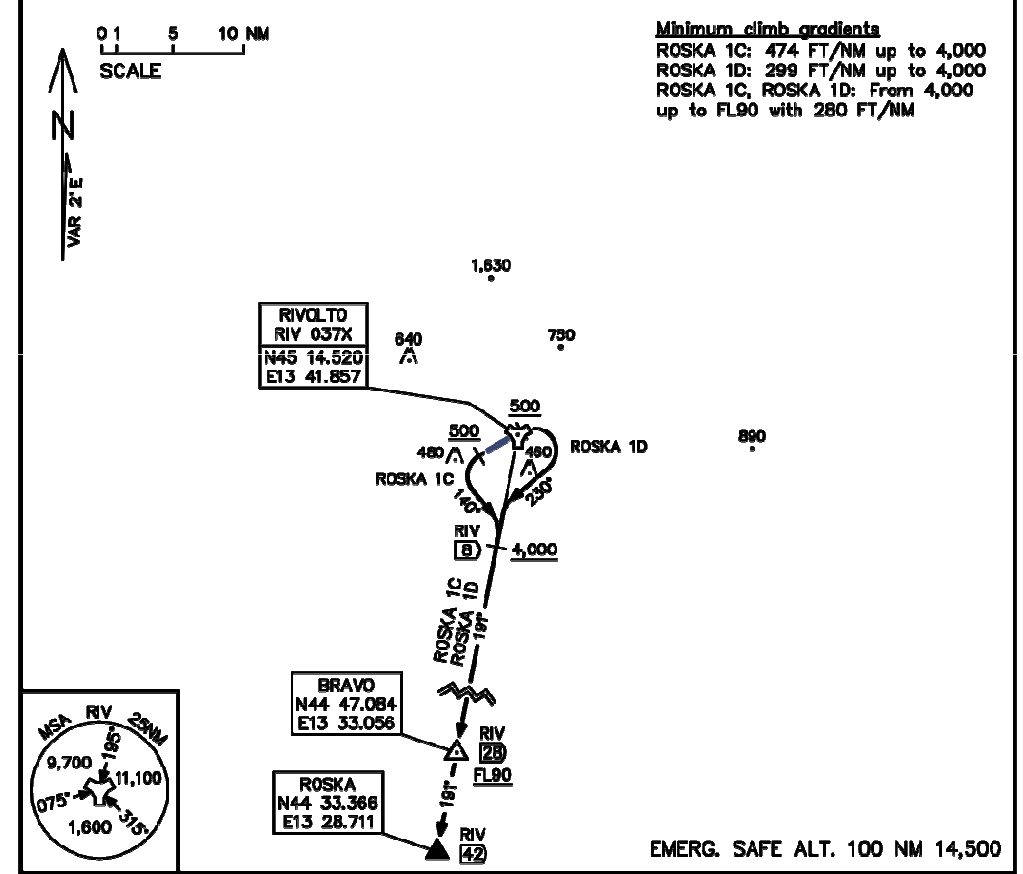 0 1 5 10 NM
SCALE
N
VAR 2°E
Minimum climb gradients
ROSKA 1C: 474 FT/NM up to 4,000
ROSKA 1D: 299 FT/NM up to 4,000
ROSKA 1C, ROSKA 1D: From 4,000
up to FL90 with 280 FT/NM
1,630
RIVOLTO
RIV 037X
N45 14.520
E13 41.857
640
750
500
500
480
460
890
ROSKA 1D
ROSKA 1C
140°
230°
RIV
8
4,000
ROSKA 1C
ROSKA 1D
191°
BRAVO
N44 47.084
E13 33.056
RIV
28
FL90
191°
ROSKA
N44 33.366
E13 28.711
RIV
42
MSA RIV 25NM
195°
9,700
11,100
075°
315°
1,600
EMERG. SAFE ALT. 100 NM 14,500